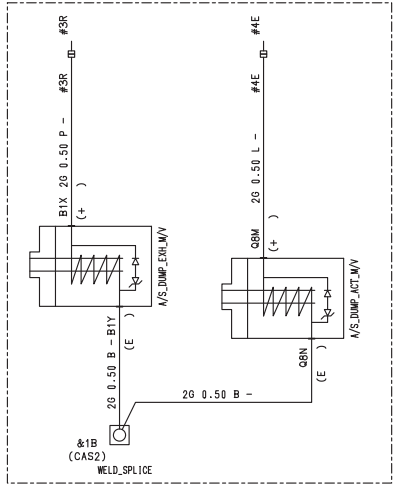 #3R
#4E
#3R
#4E
B1X 2G 0.50 P -
(+ )
Q8M 2G 0.50 L -
(+ )
A/S_DUMP_EXH_M/V
A/S_DUMP_ACT_M/V
2G 0.50 B - B1Y
(E )
Q8N
(E )
2G 0.50 B -
&1B
(CAS2)
WELD_SPLICE